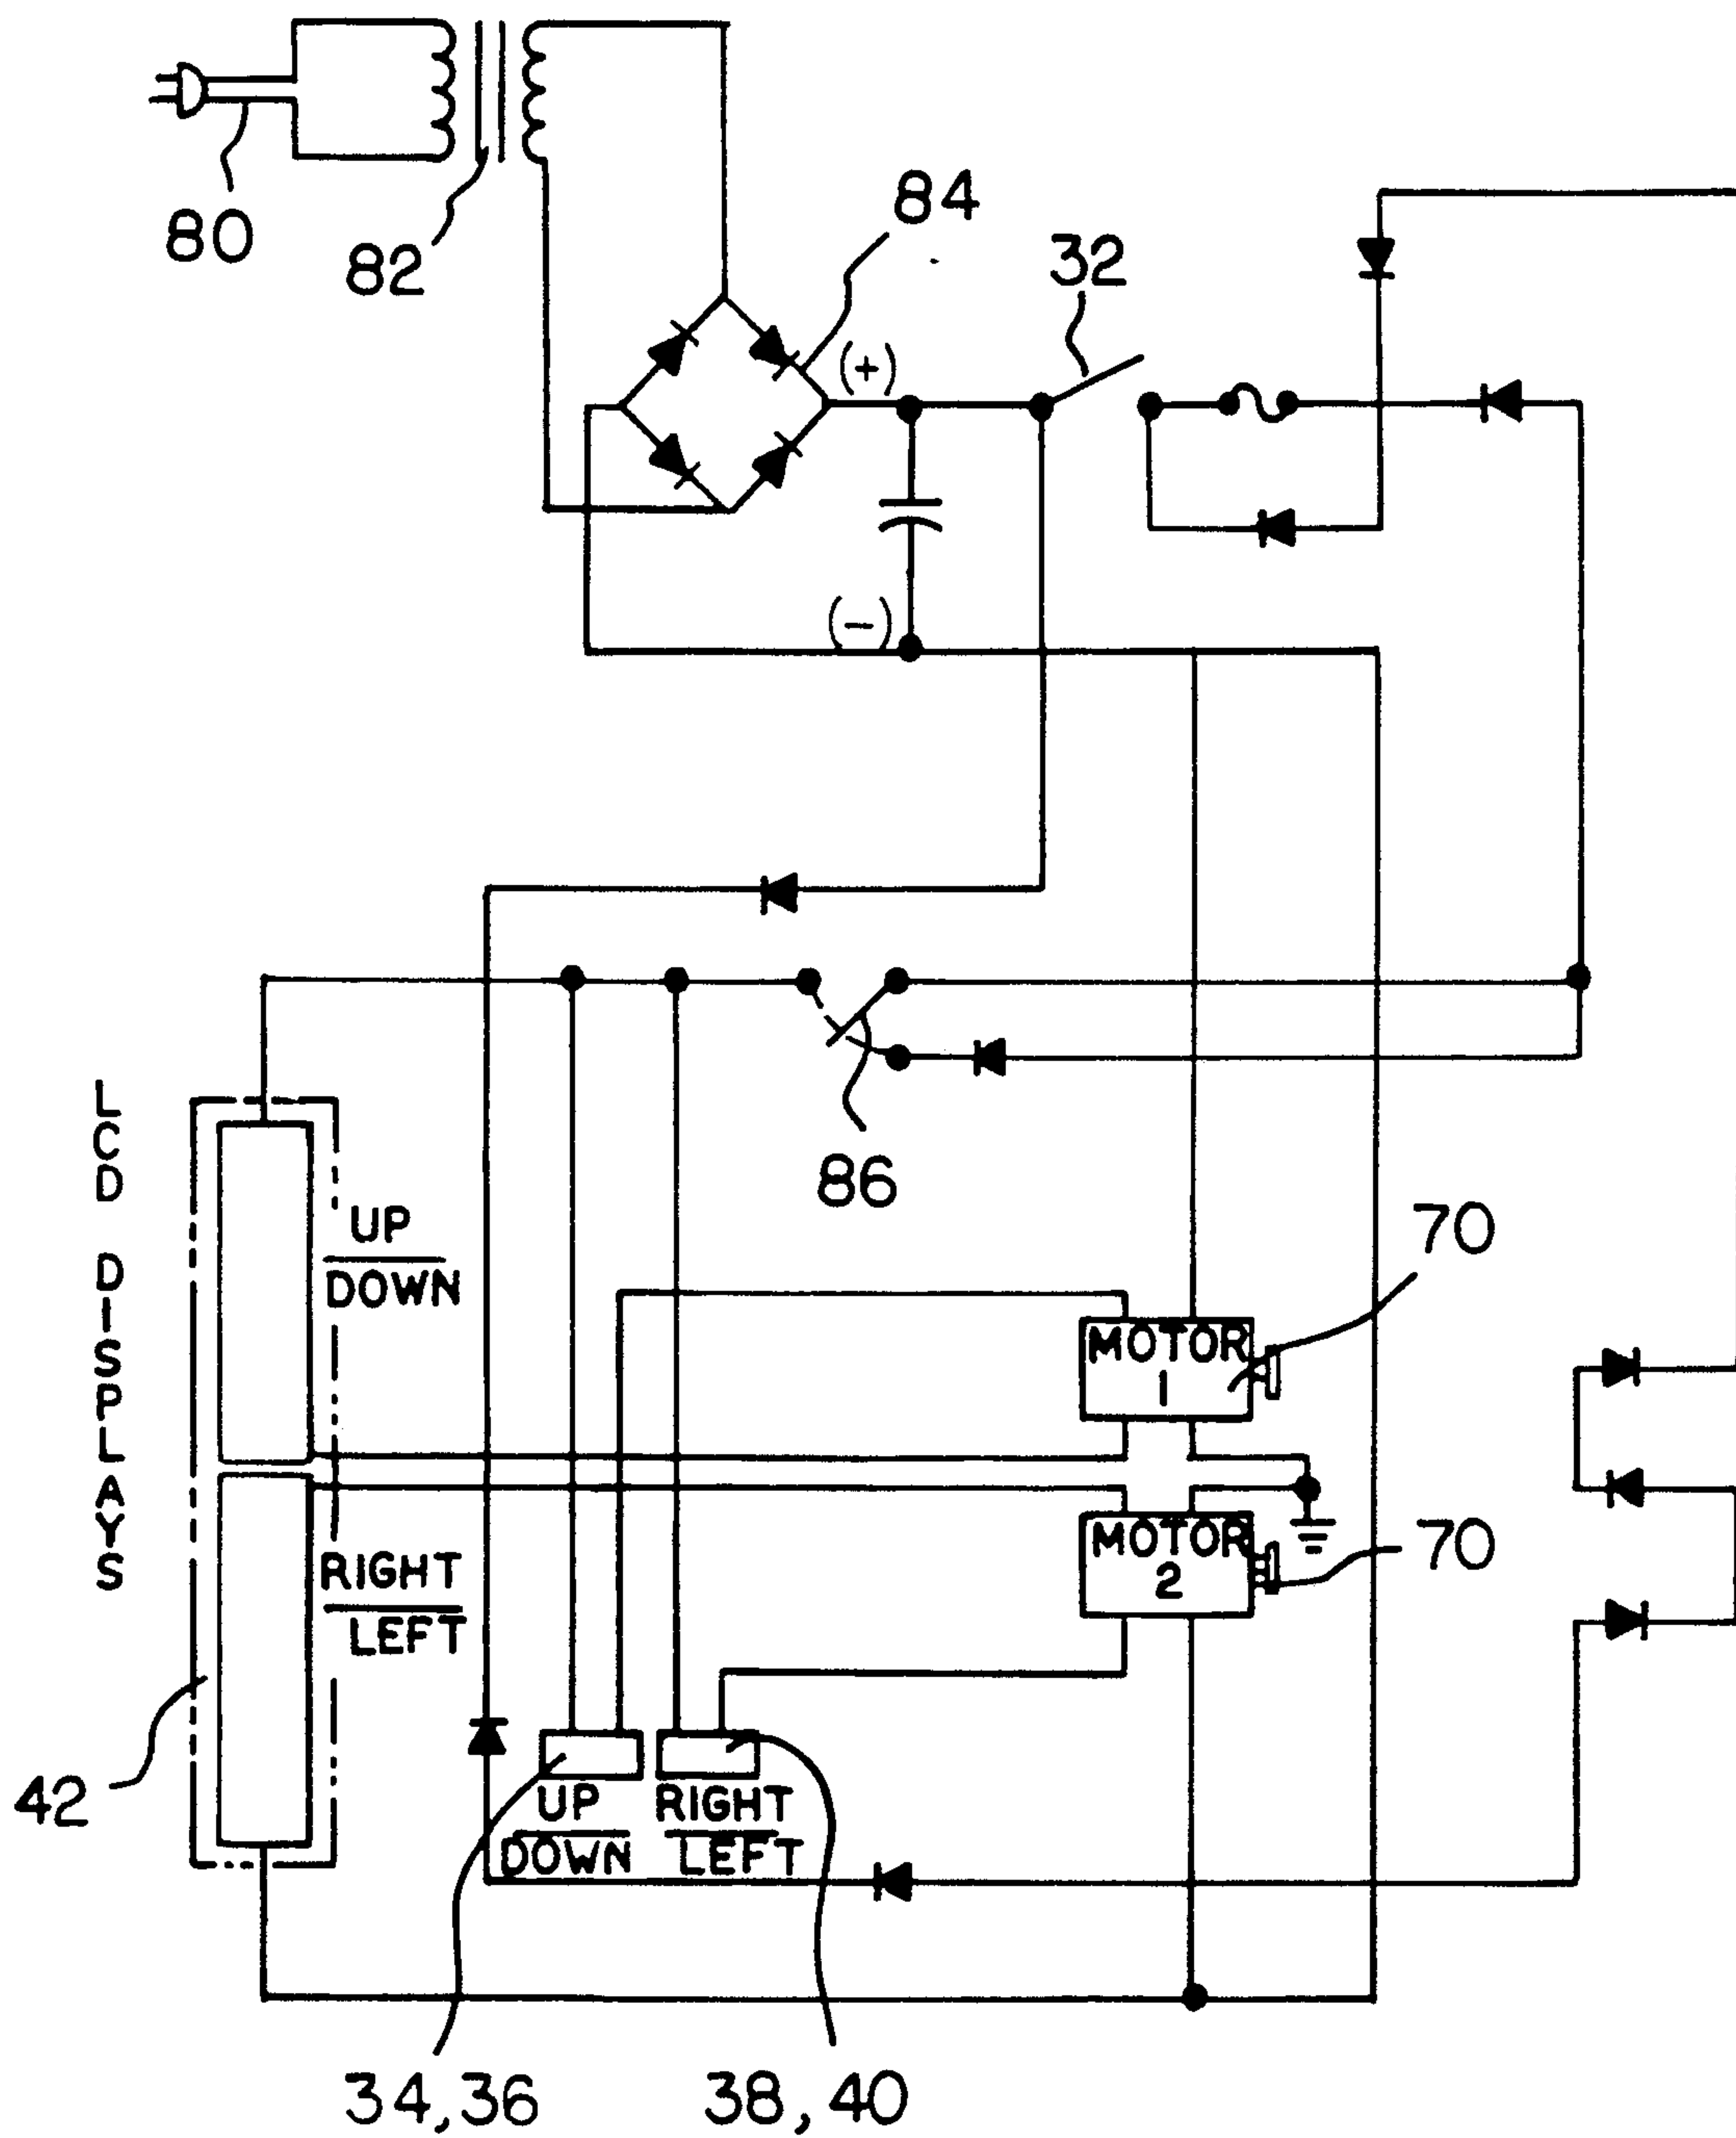 80
82
84
32
(+)
(−)
86
LCD DISPLAYS
UP
DOWN
70
MOTOR
1
MOTOR
2
70
RIGHT
LEFT
42
UP
DOWN
RIGHT
LEFT
34,36
38,40